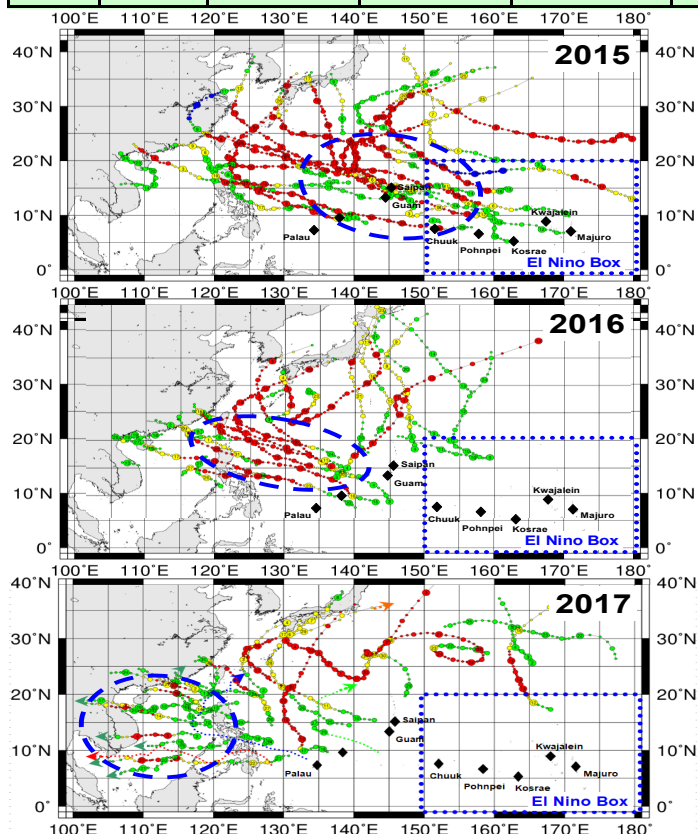 100°E 110°E 120°E 130°E 140°E 150°E 160°E 170°E 180°
40°N 2015 40°N
30°N 30°N
20°N 20°N
Saipan
Guam
10°N Kwajalein 10°N
Palau Chuuk Majuro
Pohnpei Kosrae
0° El Nino Box 0°
100°E 110°E 120°E 130°E 140°E 150°E 160°E 170°E 180°
40°N 2016 40°N
30°N 30°N
20°N 20°N
Saipan
Guam
10°N Kwajalein 10°N
Palau Chuuk Majuro
Pohnpei Kosrae
0° El Nino Box 0°
100°E 110°E 120°E 130°E 140°E 150°E 160°E 170°E 180°
40°N 2017 40°N
30°N 30°N
20°N 20°N
Saipan
Guam
10°N Kwajalein 10°N
Palau Chuuk Majuro
Pohnpei Kosrae
0° El Nino Box 0°
100°E 110°E 120°E 130°E 140°E 150°E 160°E 170°E 180°